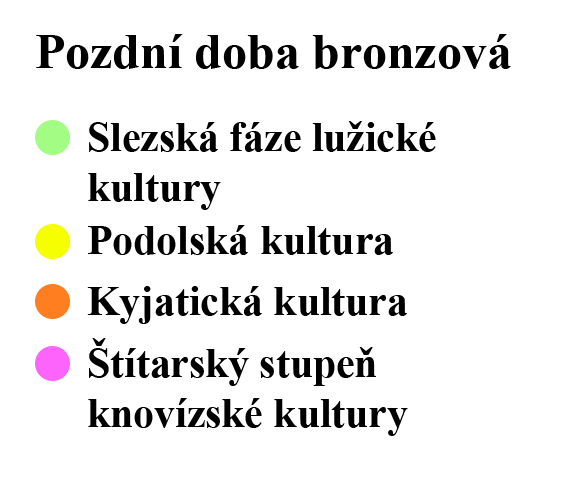 Pozdní doba bronzová
Slezská fáze lužické
kultury
Podolská kultura
Kyjatická kultura
Štítarský stupeň
knovízské kultury